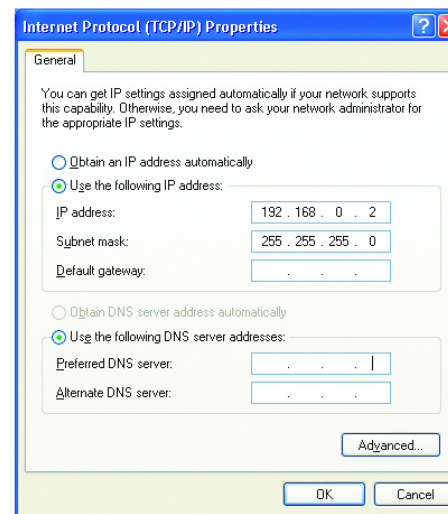 Internet Protocol (TCP/IP) Properties
General
You can get IP settings assigned automatically if your network supports
this capability. Otherwise, you need to ask your network administrator for
the appropriate IP settings.
Obtain an IP address automatically
Use the following IP address:
IP address: 192 . 168 . 0 . 2
Subnet mask: 255 . 255 . 255 . 0
Default gateway: . . .
Obtain DNS server address automatically
Use the following DNS server addresses:
Preferred DNS server: . . .
Alternate DNS server: . . .
Advanced...
OK Cancel